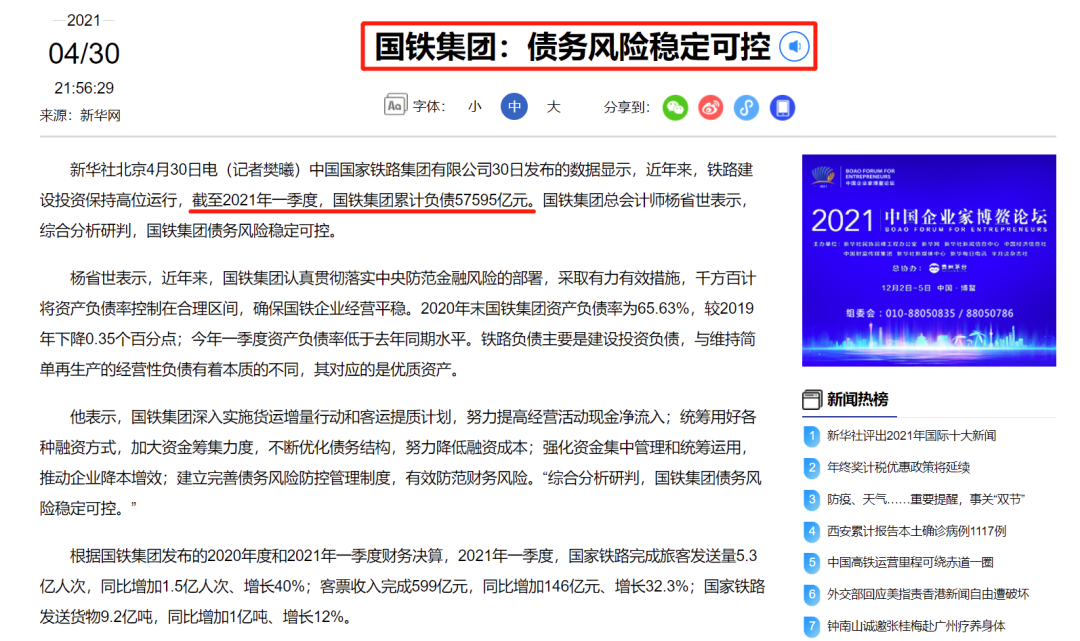 2021
04/30
21:56:29
来源：新华网
国铁集团：债务风险稳定可控
Aa 字体： 小 中 大 分享到：
新华社北京4月30日电（记者樊曦）中国国家铁路集团有限公司30日发布的数据显示，近年来，铁路建
设投资保持高位运行，截至2021年一季度，国铁集团累计负债57595亿元。国铁集团总会计师杨省世表示，
综合分析研判，国铁集团债务风险稳定可控。
杨省世表示，近年来，国铁集团认真贯彻落实中央防范金融风险的部署，采取有力有效措施，千方百计
将资产负债率控制在合理区间，确保国铁企业经营平稳。2020年末国铁集团资产负债率为65.63%，较2019
年下降0.35个百分点；今年一季度资产负债率低于去年同期水平。铁路负债主要是建设投资负债，与维持简
单再生产的经营性负债有着本质的不同，其对应的是优质资产。
他表示，国铁集团深入实施货运增量行动和客运提质计划，努力提高经营活动现金净流入；统筹用好各
种融资方式，加大资金筹集力度，不断优化债务结构，努力降低融资成本；强化资金集中管理和统筹运用，
推动企业降本增效；建立完善债务风险防控管理制度，有效防范财务风险。“综合分析研判，国铁集团债务风
险稳定可控。”
根据国铁集团发布的2020年度和2021年一季度财务决算，2021年一季度，国家铁路完成旅客发送量5.3
亿人次，同比增加1.5亿人次、增长40%；客票收入完成599亿元，同比增加146亿元、增长32.3%；国家铁路
发送货物9.2亿吨，同比增加1亿吨、增长12%。
BOAO FORUM FOR
ENTREPRENEURS
中国企业家博鳌论坛
2021 中国企业家博鳌论坛
BOAO FORUM FOR ENTREPRENEURS
总协办：
12月2日-5日 中国·博鳌
组委会：010-88050835 / 88050786
新闻热榜
1 新华社评出2021年国际十大新闻
2 年终奖计税优惠政策将延续
3 防疫、天气……重要提醒，事关“双节”
4 西安累计报告本土确诊病例1117例
5 中国高铁运营里程可绕赤道一圈
6 外交部回应美指责香港新闻自由遭破坏
7 钟南山诚邀张桂梅赴广州疗养身体